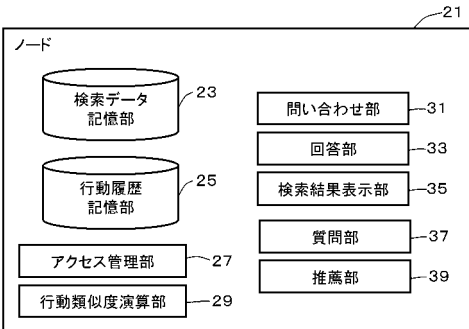 21
ノード
検索データ
記憶部
23
行動履歴
記憶部
25
アクセス管理部
27
行動類似度演算部
29
問い合わせ部
31
回答部
33
検索結果表示部
35
質問部
37
推薦部
39